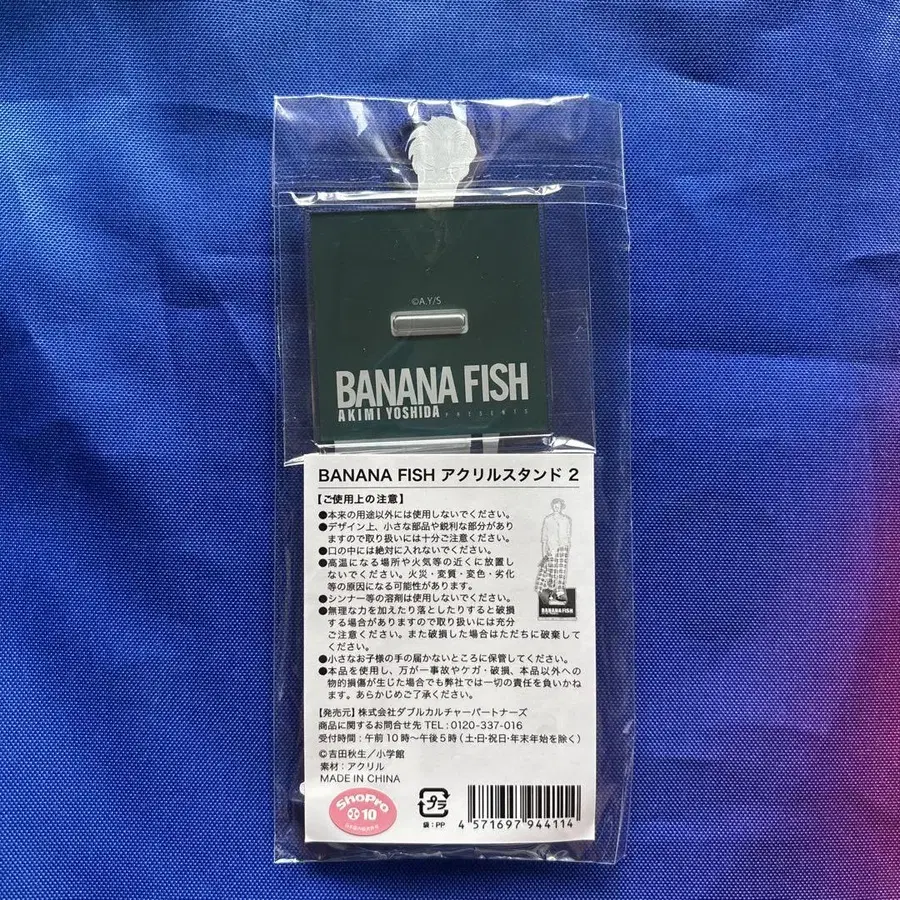 ©A.Y/S
BANANA FISH
AKIMI YOSHIDA PRESENTS
BANANA FISH アクリルスタンド 2
【ご使用上の注意】
●本来の用途以外には使用しないでください。
●デザイン上、小さな部品や鋭利な部分があり
ますので取り扱いには十分ご注意ください。
●口の中には絶対に入れないでください。
●高温になる場所や火気等の近くに放置し
ないでください。火災・変質・変色・劣化
等の原因になる可能性があります。
●シンナー等の溶剤は使用しないでください。
●無理な力を加えたり落としたりすると破損
する場合がありますので取り扱いには充分
ご注意ください。また破損した場合はただちに破棄して
ください。
●小さなお子様の手の届かないところに保管してください。
●本品を使用し、万が一事故やケガ・破損、本品以外への
物的損傷が生じた場合でも弊社では一切の責任を負いかね
ます。あらかじめご了承ください。
BANANA FISH
【発売元】株式会社ダブルカルチャーパートナーズ
商品に関するお問合せ先 TEL:0120-337-016
受付時間:午前10時〜午後5時(土・日・祝日・年末年始を除く)
©吉田秋生/小学館
素材:アクリル
MADE IN CHINA
ShoPro
10
プラ
袋:PP
4 571697 944114